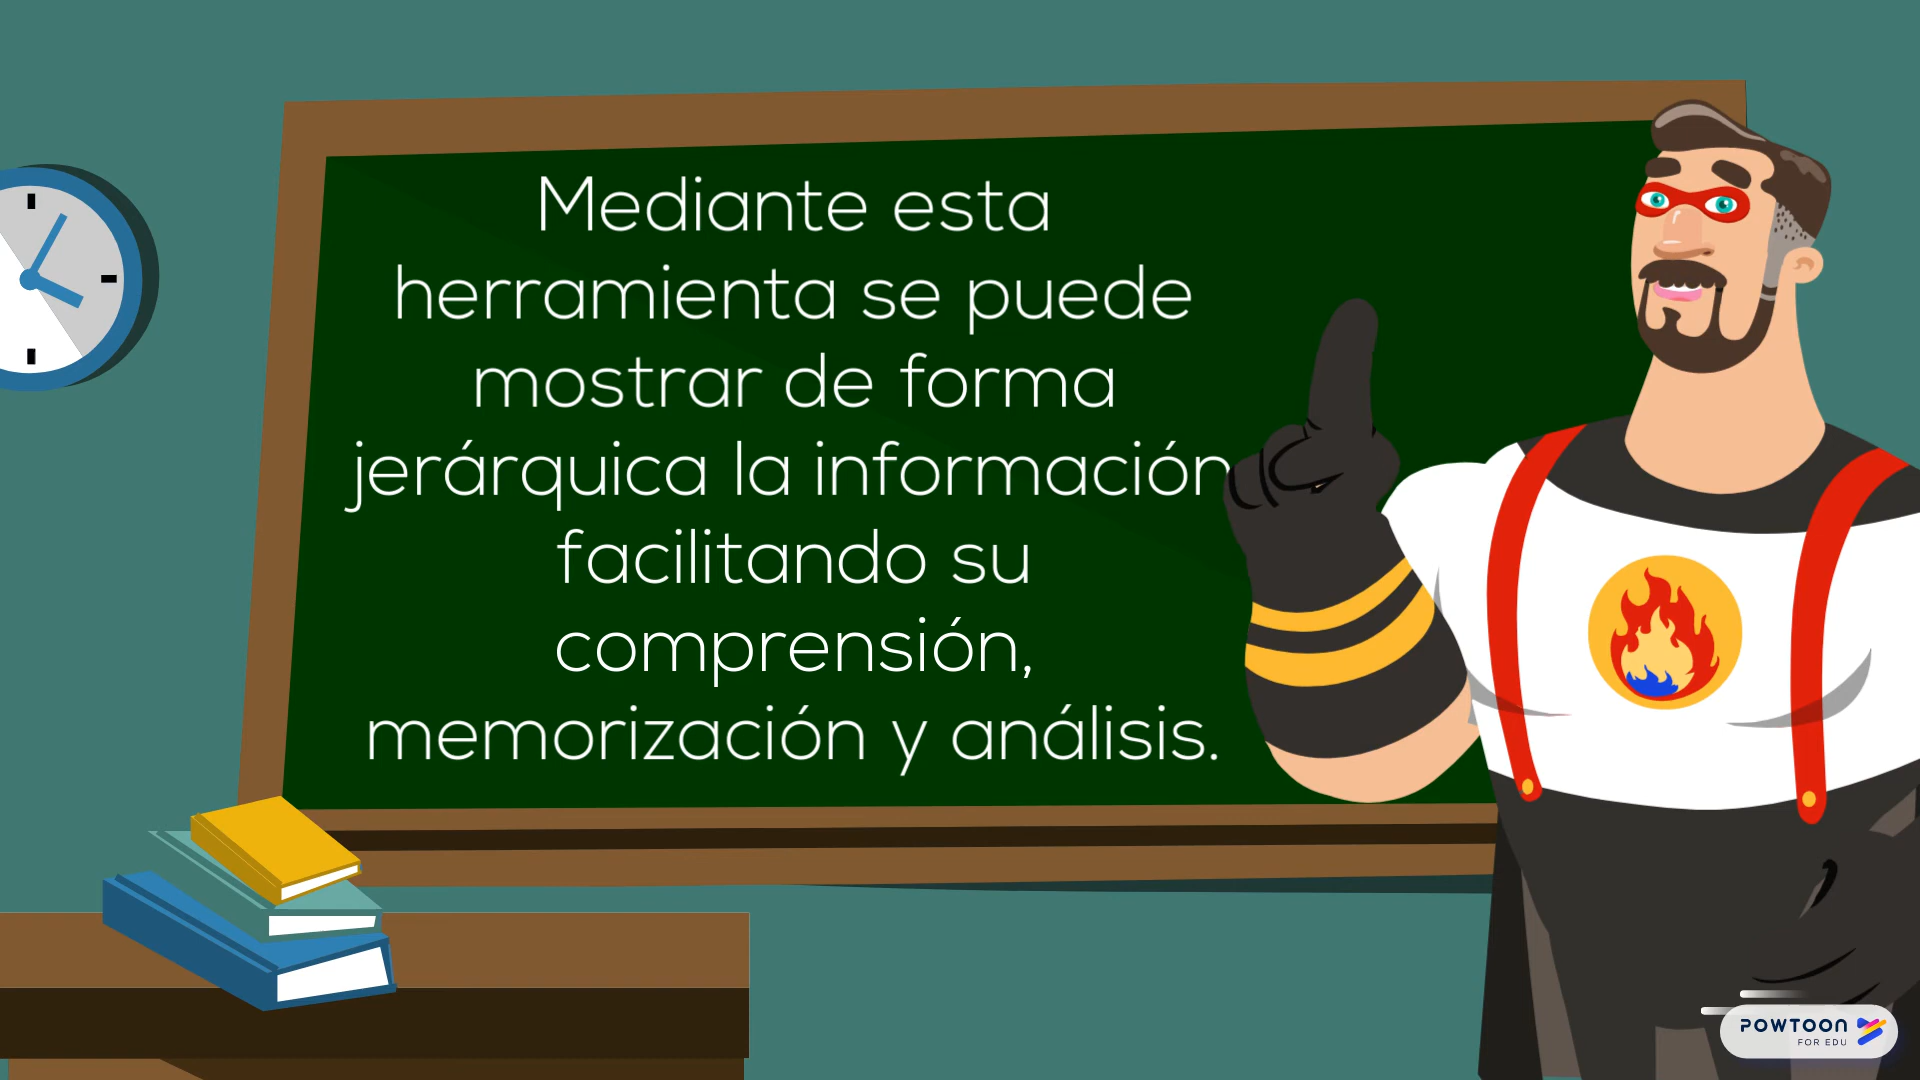 Mediante esta
herramienta se puede
mostrar de forma
jerárquica la información
facilitando su
comprensión,
memorización y análisis.
POWTOON
FOR EDU